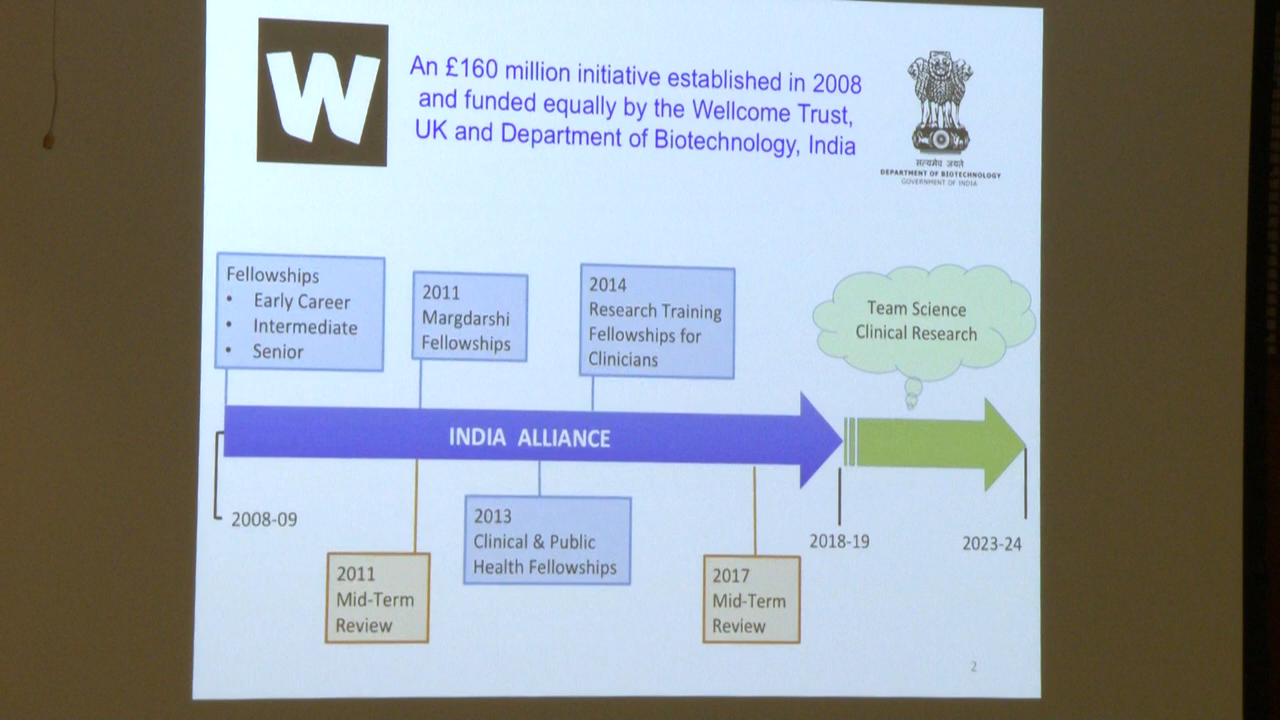 W
An £160 million initiative established in 2008
and funded equally by the Wellcome Trust,
UK and Department of Biotechnology, India
सत्यमेव जयते
DEPARTMENT OF BIOTECHNOLOGY
GOVERNMENT OF INDIA
Fellowships
• Early Career
• Intermediate
• Senior
2011
Margdarshi
Fellowships
2014
Research Training
Fellowships for
Clinicians
Team Science
Clinical Research
INDIA ALLIANCE
2008-09
2011
Mid-Term
Review
2013
Clinical & Public
Health Fellowships
2017
Mid-Term
Review
2018-19
2023-24
2